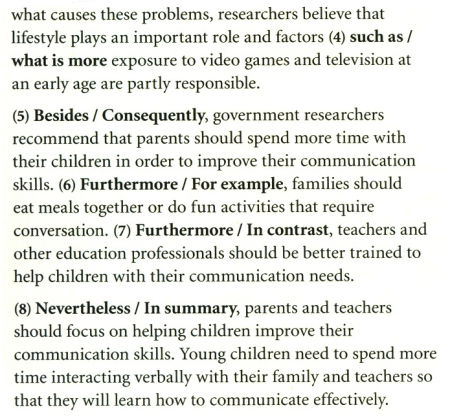 what causes these problems, researchers believe that
lifestyle plays an important role and factors (4) such as /
what is more exposure to video games and television at
an early age are partly responsible.
(5) Besides / Consequently, government researchers
recommend that parents should spend more time with
their children in order to improve their communication
skills. (6) Furthermore / For example, families should
eat meals together or do fun activities that require
conversation. (7) Furthermore / In contrast, teachers and
other education professionals should be better trained to
help children with their communication needs.
(8) Nevertheless / In summary, parents and teachers
should focus on helping children improve their
communication skills. Young children need to spend more
time interacting verbally with their family and teachers so
that they will learn how to communicate effectively.